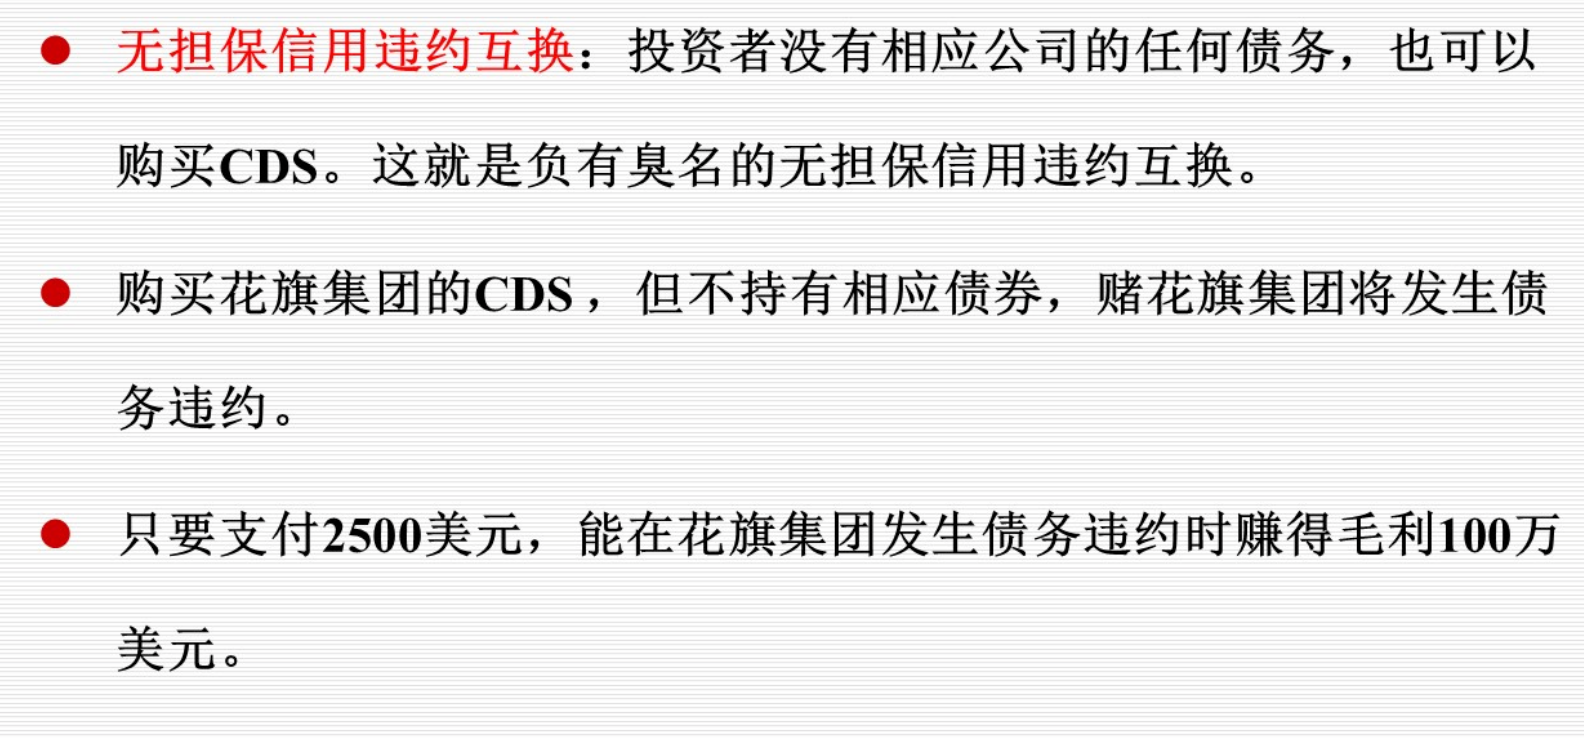 ● 无担保信用违约互换：投资者没有相应公司的任何债务，也可以
购买CDS。这就是负有臭名的无担保信用违约互换。
● 购买花旗集团的CDS，但不持有相应债券，赌花旗集团将发生债
务违约。
● 只要支付2500美元，能在花旗集团发生债务违约时赚得毛利100万
美元。